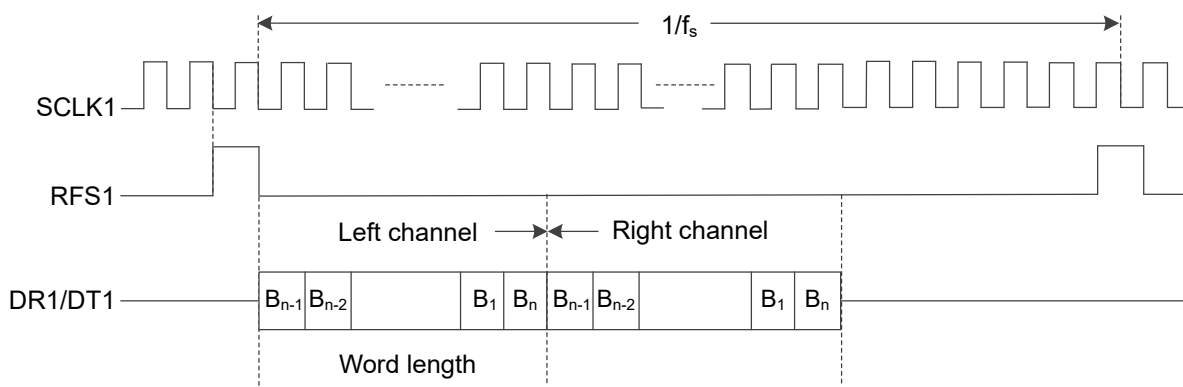 1/fs
SCLK1
RFS1
Left channel Right channel
DR1/DT1 Bn-1 Bn-2 B1 Bn Bn-1 Bn-2 B1 Bn
Word length